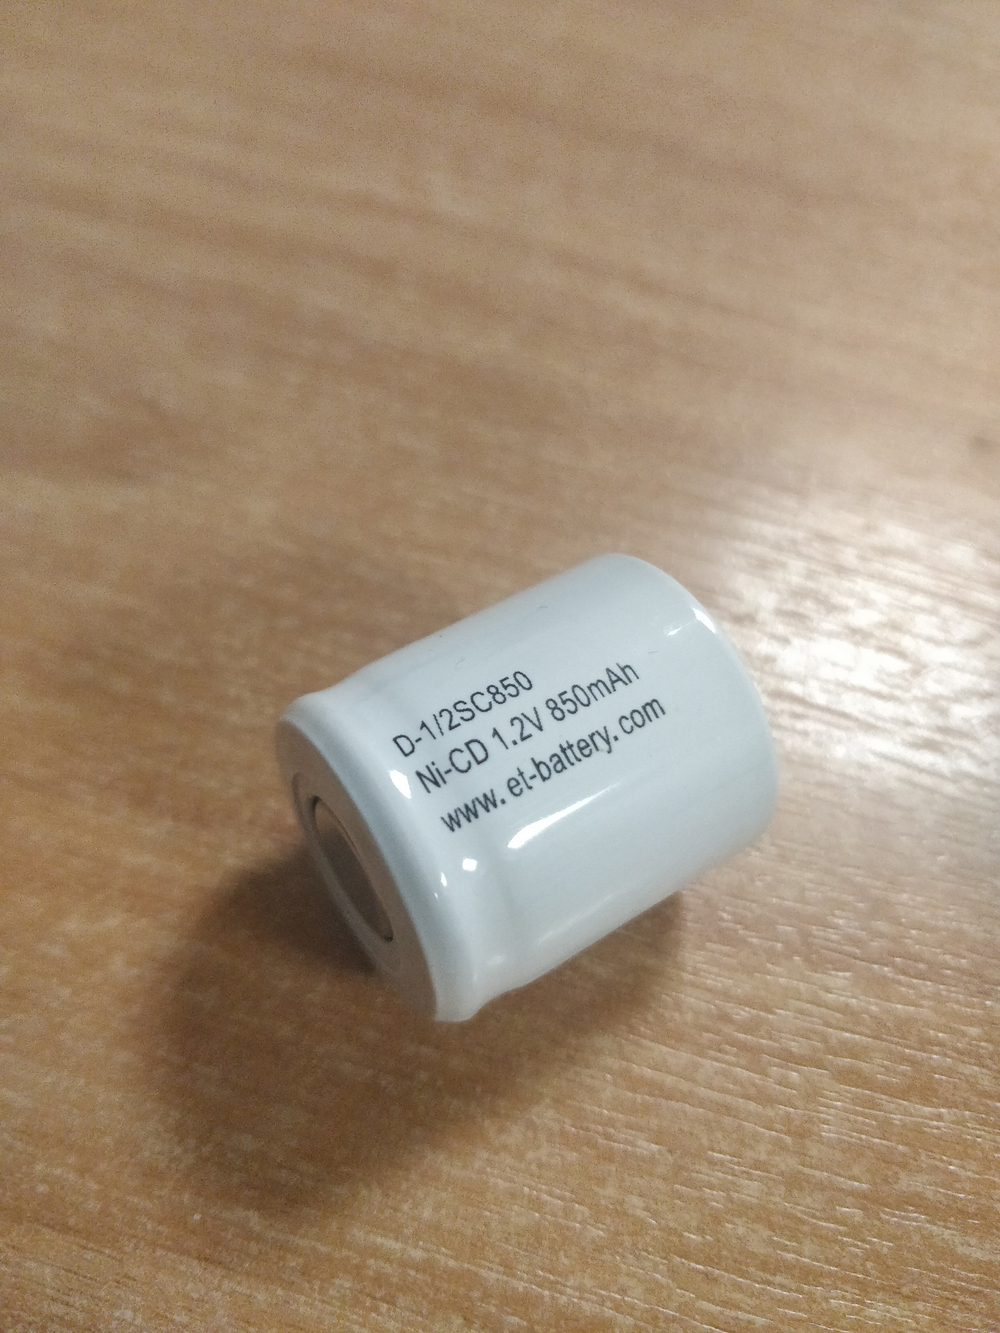 D-1/2SC850
Ni-CD 1.2V 850mAh
www.et-battery.com